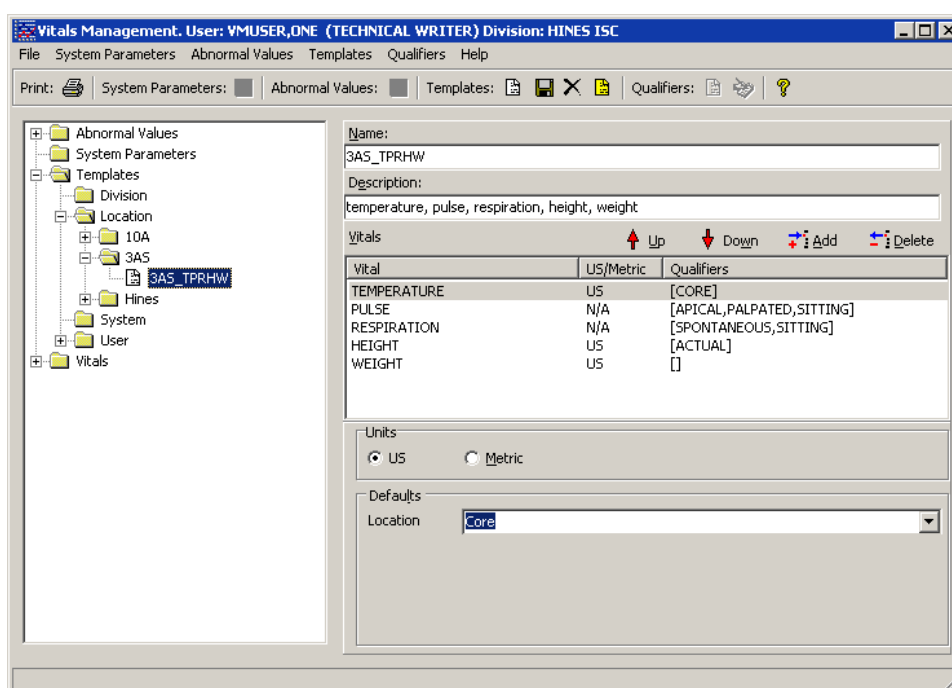 Vitals Management. User: VMUSER,ONE (TECHNICAL WRITER) Division: HINES ISC
File System Parameters Abnormal Values Templates Qualifiers Help
Print: System Parameters: Abnormal Values: Templates: Qualifiers:
Abnormal Values
System Parameters
Templates
Division
Location
10A
3AS
3AS_TPRHW
Hines
System
User
Vitals
Name:
3AS_TPRHW
Description:
temperature, pulse, respiration, height, weight
Vitals Up Down Add Delete
Vital US/Metric Qualifiers
TEMPERATURE US [CORE]
PULSE N/A [APICAL,PALPATED,SITTING]
RESPIRATION N/A [SPONTANEOUS,SITTING]
HEIGHT US [ACTUAL]
WEIGHT US []
Units
US Metric
Defaults
Location Core